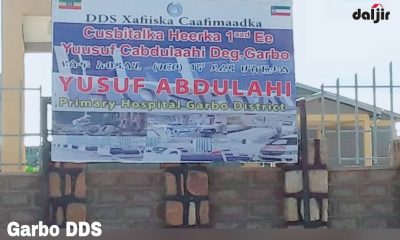 daljir
DDS Xafiiska Caafimaadka
Cusbitalka Heerka 1 Ee
Yuusuf Cabdulaahi Deg.Garbo
YUSUF ABDULAHI
Primary Hospital Garbo District
Garbo DDS